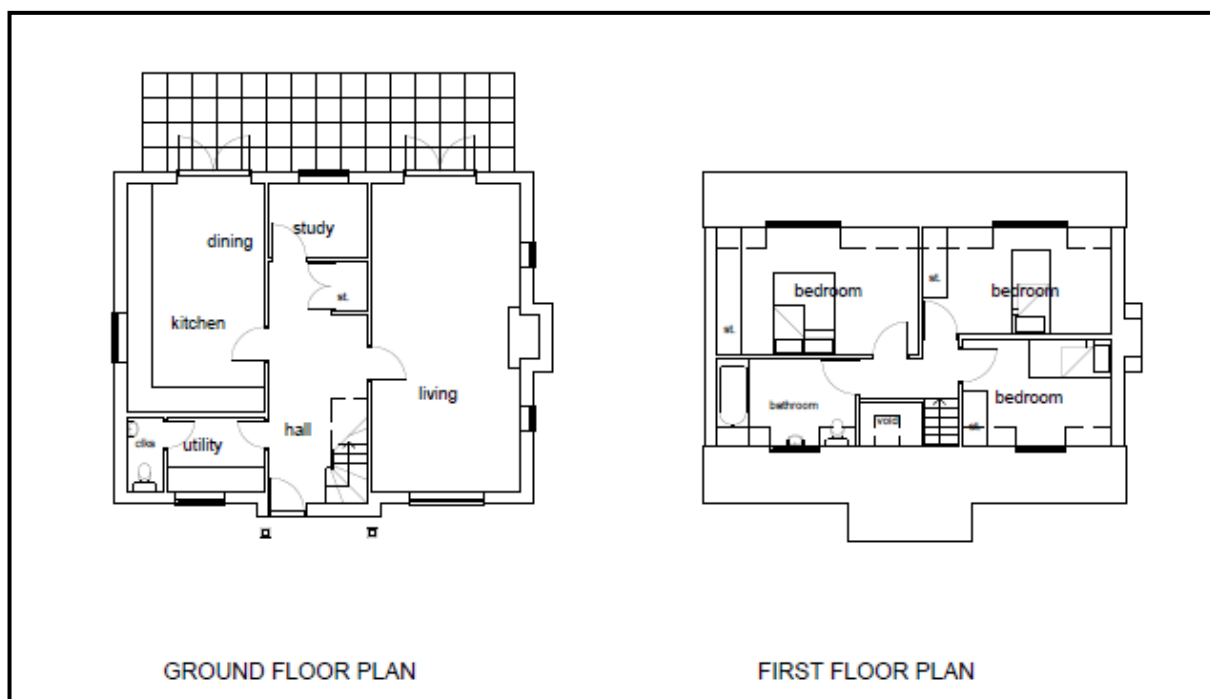 dining
study
st.
kitchen
living
clks
utility
hall
GROUND FLOOR PLAN
bedroom
st.
bedroom
st.
bathroom
void
bedroom
st.
FIRST FLOOR PLAN